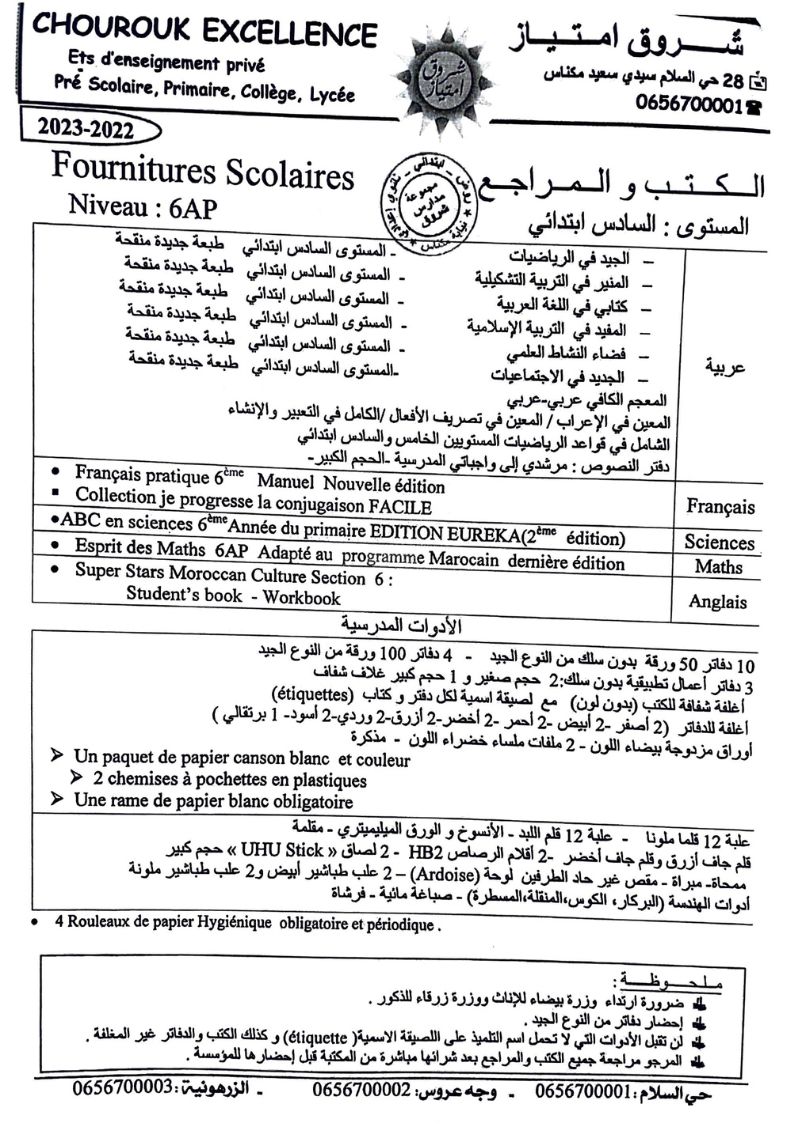 CHOUROUK EXCELLENCE
Ets d'enseignement privé
Pré Scolaire, Primaire, Collège, Lycée
شروق امتياز
28 حي السلام سيدي سعيد مكناس
0656700001
شروق
امتياز
2023-2022
Fournitures Scolaires
Niveau : 6AP
مجموعة
مدارس
شروق
الكتب و المراجع
المستوى : السادس ابتدائي
عربية
– الجيد في الرياضيات - المستوى السادس ابتدائي طبعة جديدة منقحة
– المنير في التربية التشكيلية - المستوى السادس ابتدائي طبعة جديدة منقحة
– كتابي في اللغة العربية - المستوى السادس ابتدائي طبعة جديدة منقحة
– المفيد في التربية الإسلامية - المستوى السادس ابتدائي طبعة جديدة منقحة
– فضاء النشاط العلمي - المستوى السادس ابتدائي طبعة جديدة منقحة
– الجديد في الاجتماعيات -المستوى السادس ابتدائي طبعة جديدة منقحة
المعجم الكافي عربي-عربي
المعين في الإعراب / المعين في تصريف الأفعال /الكامل في التعبير والإنشاء
الشامل في قواعد الرياضيات المستويين الخامس والسادس ابتدائي
دفتر النصوص : مرشدي إلى واجباتي المدرسية -الحجم الكبير-
• Français pratique 6ème Manuel Nouvelle édition
▪ Collection je progresse la conjugaison FACILE
Français
•ABC en sciences 6ème Année du primaire EDITION EUREKA(2ème édition)
Sciences
• Esprit des Maths 6AP Adapté au programme Marocain dernière édition
Maths
• Super Stars Moroccan Culture Section 6 :
Student's book - Workbook
Anglais
الأدوات المدرسية
10 دفاتر 50 ورقة بدون سلك من النوع الجيد - 4 دفاتر 100 ورقة من النوع الجيد
3 دفاتر أعمال تطبيقية بدون سلك:2 حجم صغير و 1 حجم كبير غلاف شفاف
أغلفة شفافة للكتب (بدون لون) مع لصيقة اسمية لكل دفتر و كتاب (étiquettes)
أغلفة للدفاتر (2 أصفر -2 أبيض -2 أحمر -2 أخضر-2 أزرق-2 وردي-2 أسود- 1 برتقالي )
أوراق مزدوجة بيضاء اللون - 2 ملفات ملساء خضراء اللون - مذكرة
➤ Un paquet de papier canson blanc et couleur
➤ 2 chemises à pochettes en plastiques
➤ Une rame de papier blanc obligatoire
علبة 12 قلما ملونا - علبة 12 قلم اللبد - الأنسوخ و الورق الميليميتري - مقلمة
قلم جاف أزرق وقلم جاف أخضر -2 أقلام الرصاص HB2 - 2 لصاق « UHU Stick » حجم كبير
ممحاة- مبراة - مقص غير حاد الطرفين لوحة (Ardoise) – 2 علب طباشير أبيض و2 علب طباشير ملونة
أدوات الهندسة (البركار، الكوس،المنقلة،المسطرة) - صباغة مائية - فرشاة
• 4 Rouleaux de papier Hygiénique obligatoire et périodique .
ملحوظة :
ضرورة ارتداء وزرة بيضاء للإناث ووزرة زرقاء للذكور .
إحضار دفاتر من النوع الجيد .
لن تقبل الأدوات التي لا تحمل اسم التلميذ على اللصيقة الاسمية( étiquette) و كذلك الكتب والدفاتر غير المغلفة .
المرجو مراجعة جميع الكتب والمراجع بعد شرائها مباشرة من المكتبة قبل إحضارها للمؤسسة .
حي السلام:0656700001 - وجه عروس: 0656700002 - الزرهونية :0656700003